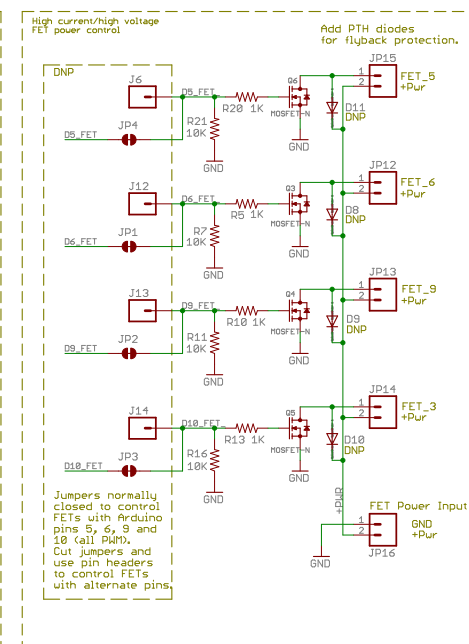 High current/high voltage
FET power control
Add PTH diodes
for flyback protection.
DNP
J6
D5_FET_
R20 1K
Q6
MOSFET-N
GND
JP15
1
2
FET_5
+Pwr
D11
DNP
R21
10K
GND
JP4
D5_FET
J12
D6_FET_
R5 1K
Q3
MOSFET-N
GND
JP12
1
2
FET_6
+Pwr
D8
DNP
R7
10K
GND
JP1
D6_FET
J13
D9_FET_
R10 1K
Q4
MOSFET-N
GND
JP13
1
2
FET_9
+Pwr
D9
DNP
R11
10K
GND
JP2
D9_FET
J14
D10_FET_
R13 1K
Q5
MOSFET-N
GND
JP14
1
2
FET_3
+Pwr
D10
DNP
R16
10K
GND
JP3
D10_FET
Jumpers normally
closed to control
FETs with Arduino
pins 5, 6, 9 and
10 (all PWM).
Cut jumpers and
use pin headers
to control FETs
with alternate pins.
+PWR
FET Power Input
1
2
GND
+Pwr
JP16
GND